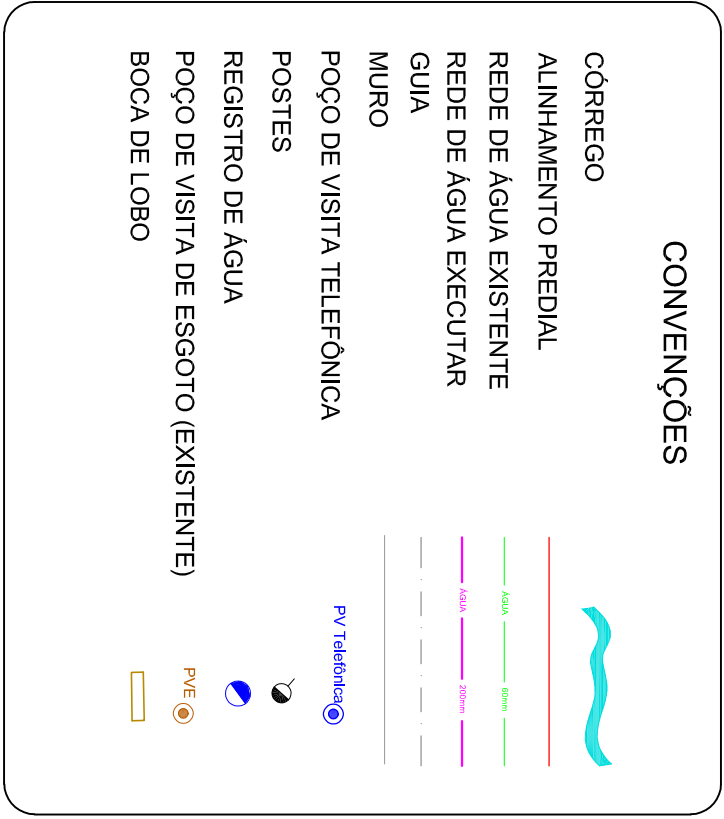 CONVENÇÕES
CÓRREGO
ALINHAMENTO PREDIAL
REDE DE ÁGUA EXISTENTE ÁGUA 60mm
REDE DE ÁGUA EXECUTAR ÁGUA 200mm
GUIA
MURO
POÇO DE VISITA TELEFÔNICA PV Telefônica
POSTES
REGISTRO DE ÁGUA
POÇO DE VISITA DE ESGOTO (EXISTENTE) PVE
BOCA DE LOBO